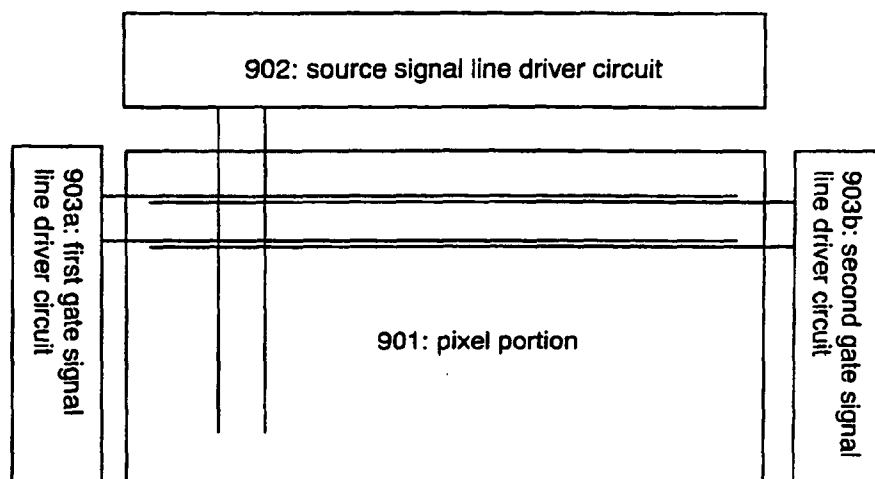 902: source signal line driver circuit
903a: first gate signal
line driver circuit
901: pixel portion
903b: second gate signal
line driver circuit